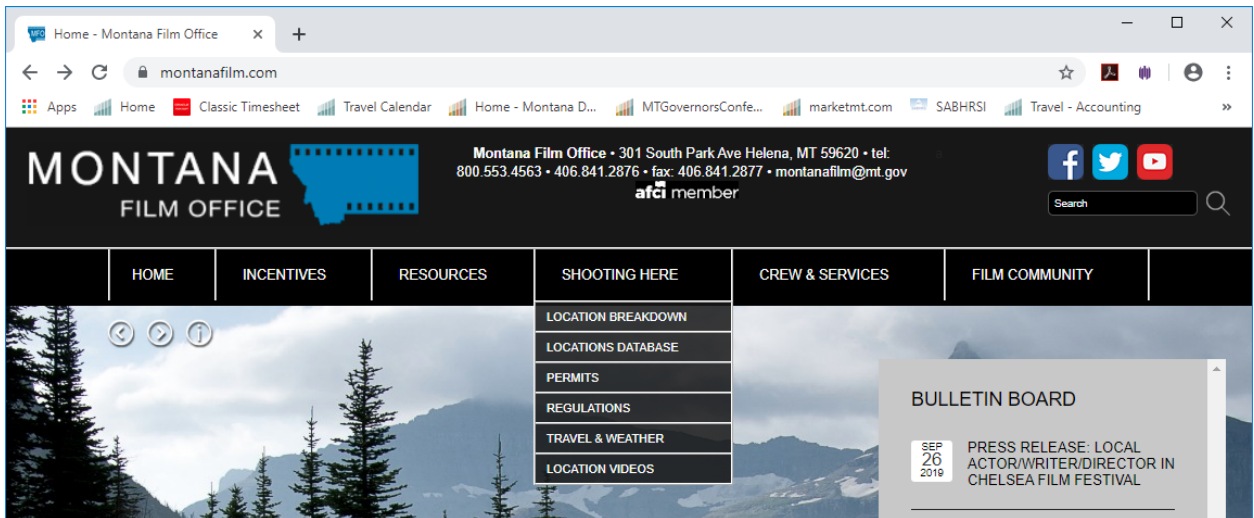 MFO Home - Montana Film Office
montanafilm.com
Apps Home Classic Timesheet Travel Calendar Home - Montana D... MTGovernorsConfe... marketmt.com SABHRSI Travel - Accounting »
MONTANA
FILM OFFICE
Montana Film Office • 301 South Park Ave Helena, MT 59620 • tel:
800.553.4563 • 406.841.2876 • fax: 406.841.2877 • montanafilm@mt.gov
afci member
Search
HOME INCENTIVES RESOURCES SHOOTING HERE CREW & SERVICES FILM COMMUNITY
LOCATION BREAKDOWN
LOCATIONS DATABASE
PERMITS
REGULATIONS
TRAVEL & WEATHER
LOCATION VIDEOS
BULLETIN BOARD
SEP
26
2019
PRESS RELEASE: LOCAL
ACTOR/WRITER/DIRECTOR IN
CHELSEA FILM FESTIVAL